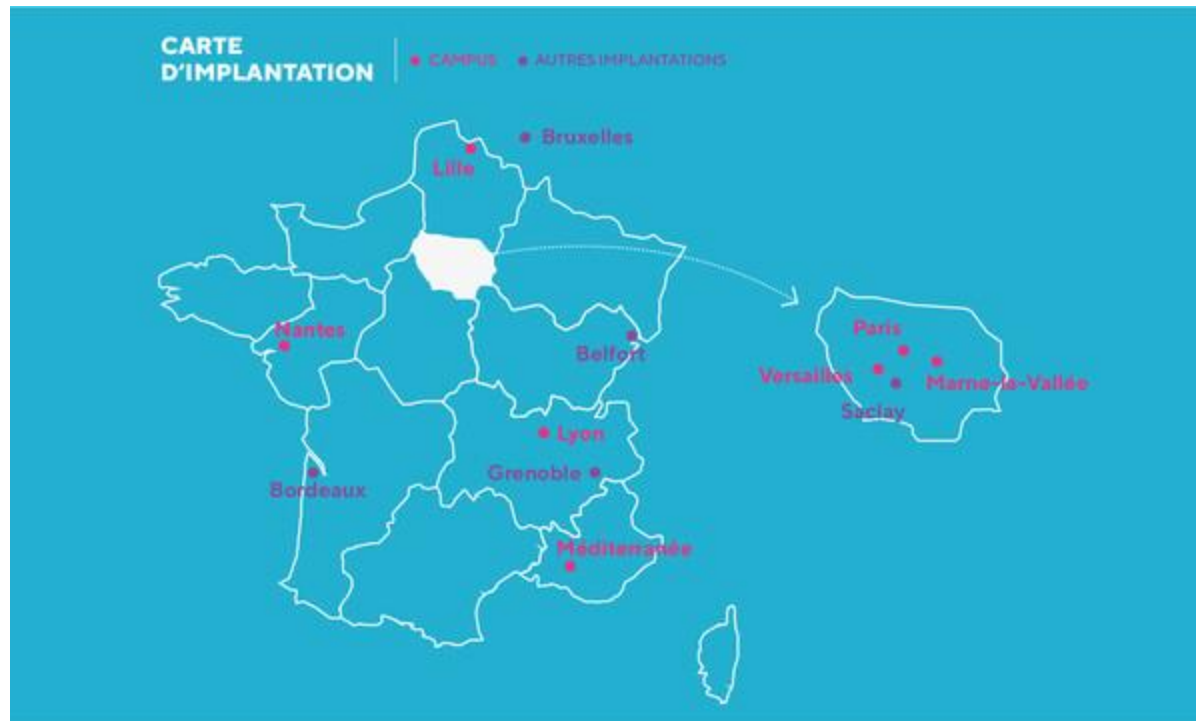 CARTE
D'IMPLANTATION
CAMPUS
AUTRES IMPLANTATIONS
Bruxelles
Lille
Nantes
Belfort
Paris
Versailles
Marne-la-Vallée
Saclay
Lyon
Grenoble
Bordeaux
Méditerranée